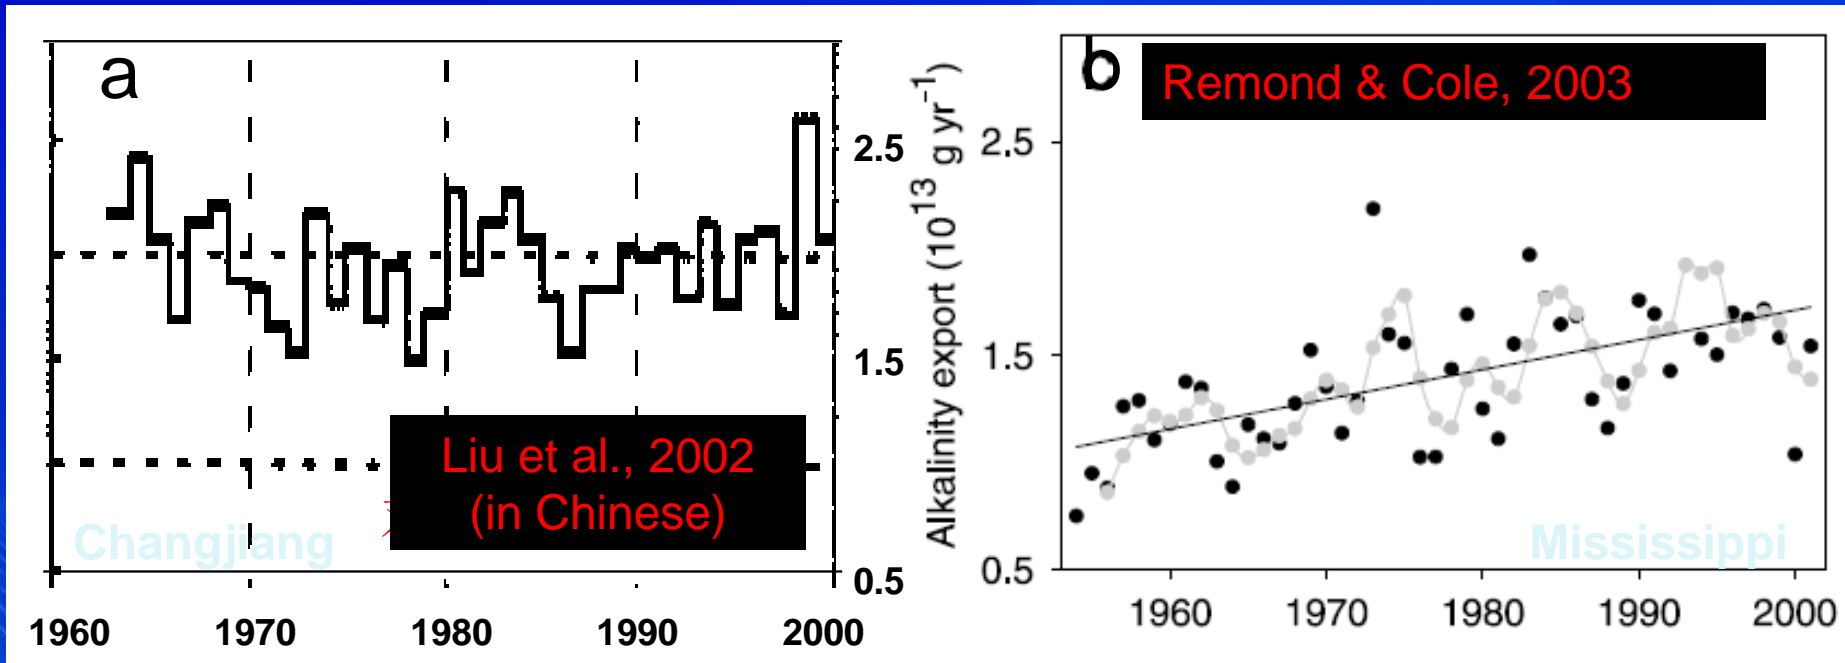 a
2.5
1.5
0.5
1960 1970 1980 1990 2000
Changjiang
Liu et al., 2002
(in Chinese)
b
Remond & Cole, 2003
Alkalinity export (10¹³ g yr⁻¹)
2.5
1.5
0.5
1960 1970 1980 1990 2000
Mississippi